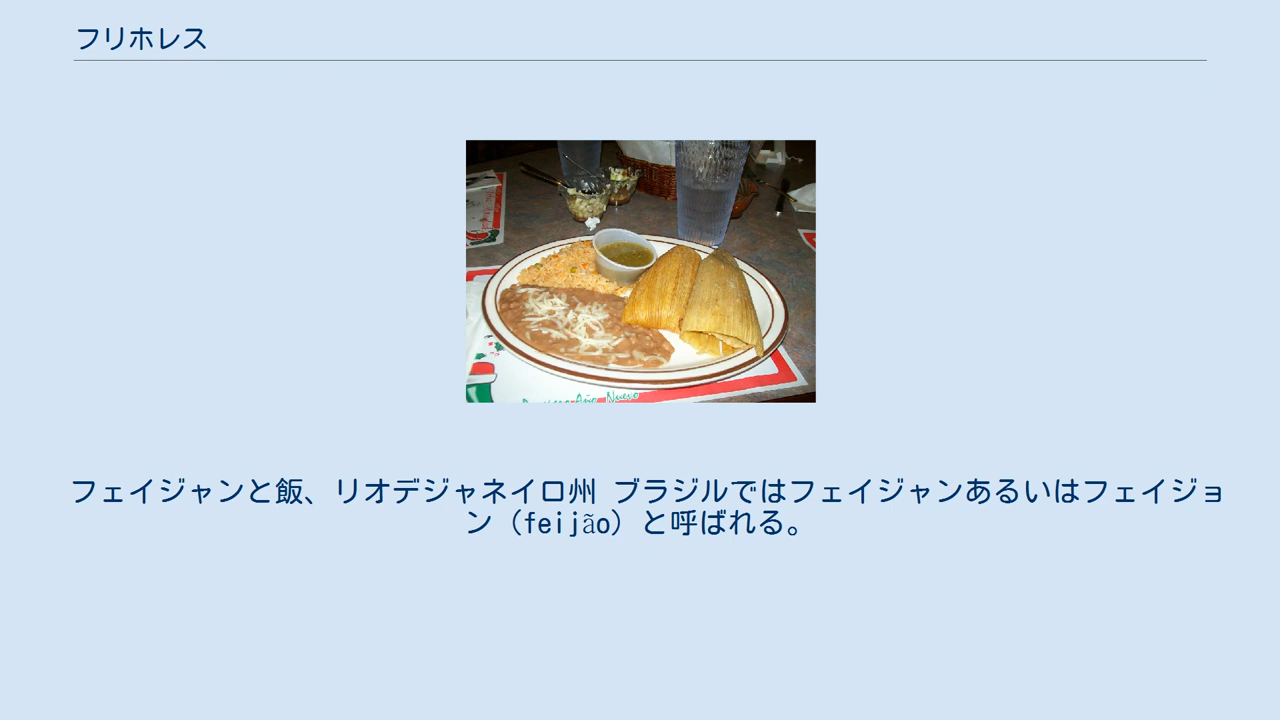 フリホレス
Año Nuevo
フェイジャンと飯、リオデジャネイロ州 ブラジルではフェイジャンあるいはフェイジョ
ン（feijão）と呼ばれる。